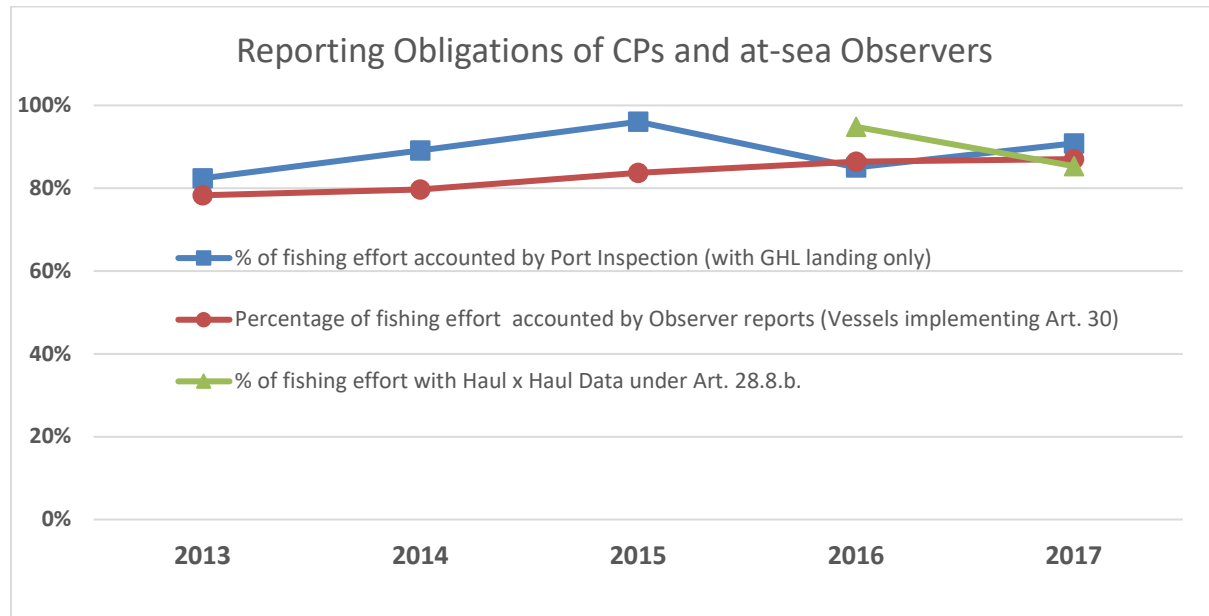 Reporting Obligations of CPs and at-sea Observers
100%
80%
60%
40%
20%
0%
% of fishing effort accounted by Port Inspection (with GHL landing only)
Percentage of fishing effort  accounted by Observer reports (Vessels implementing Art. 30)
% of fishing effort with Haul x Haul Data under Art. 28.8.b.
2013 2014 2015 2016 2017